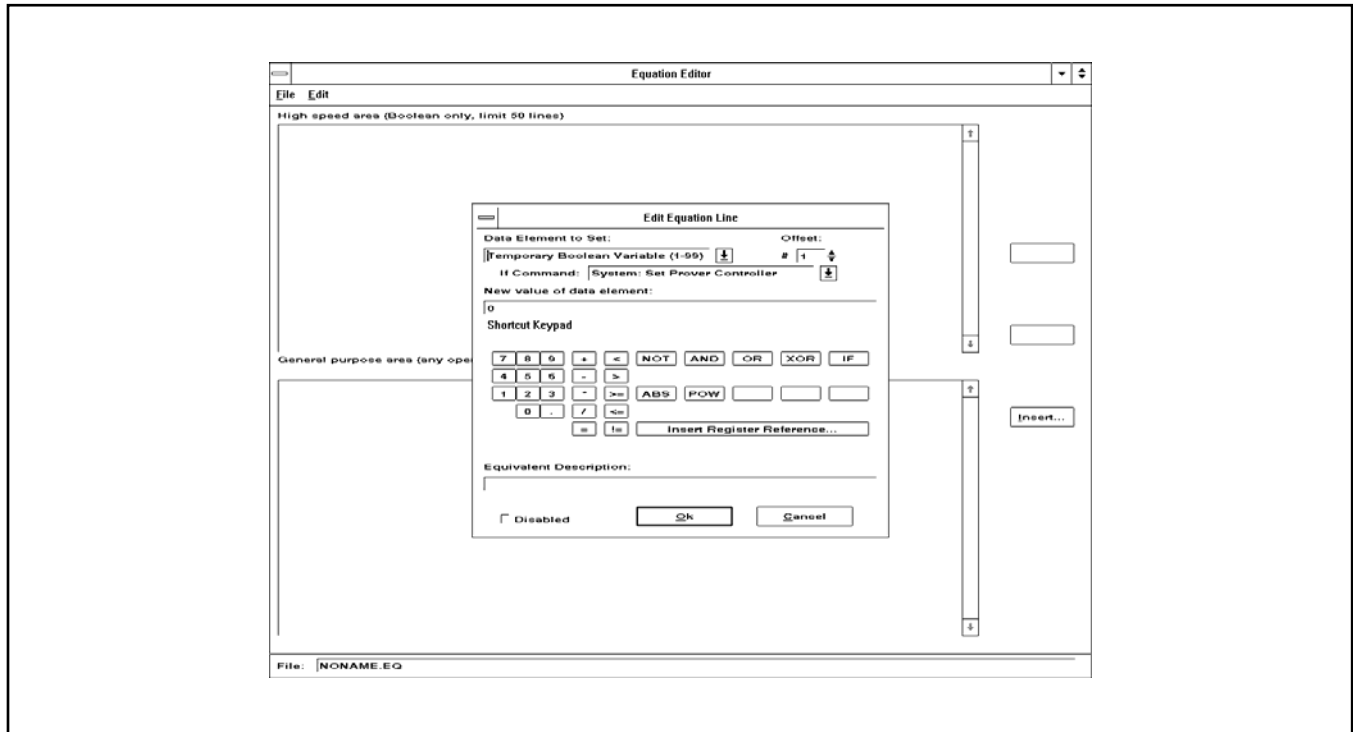 Equation Editor
File Edit
High speed area (Boolean only, limit 50 lines)
Edit Equation Line
Data Element to Set: Offset:
Temporary Boolean Variable (1-99) # 1
If Command: System: Set Prover Controller
New value of data element:
0
Shortcut Keypad
General purpose area (any ope
7 8 9 + < NOT AND OR XOR IF
4 5 6 - >
1 2 3 >= ABS POW
0 . / <=
= != Insert Register Reference...
Insert...
Equivalent Description:
Disabled Ok Cancel
File: NONAME.EQ